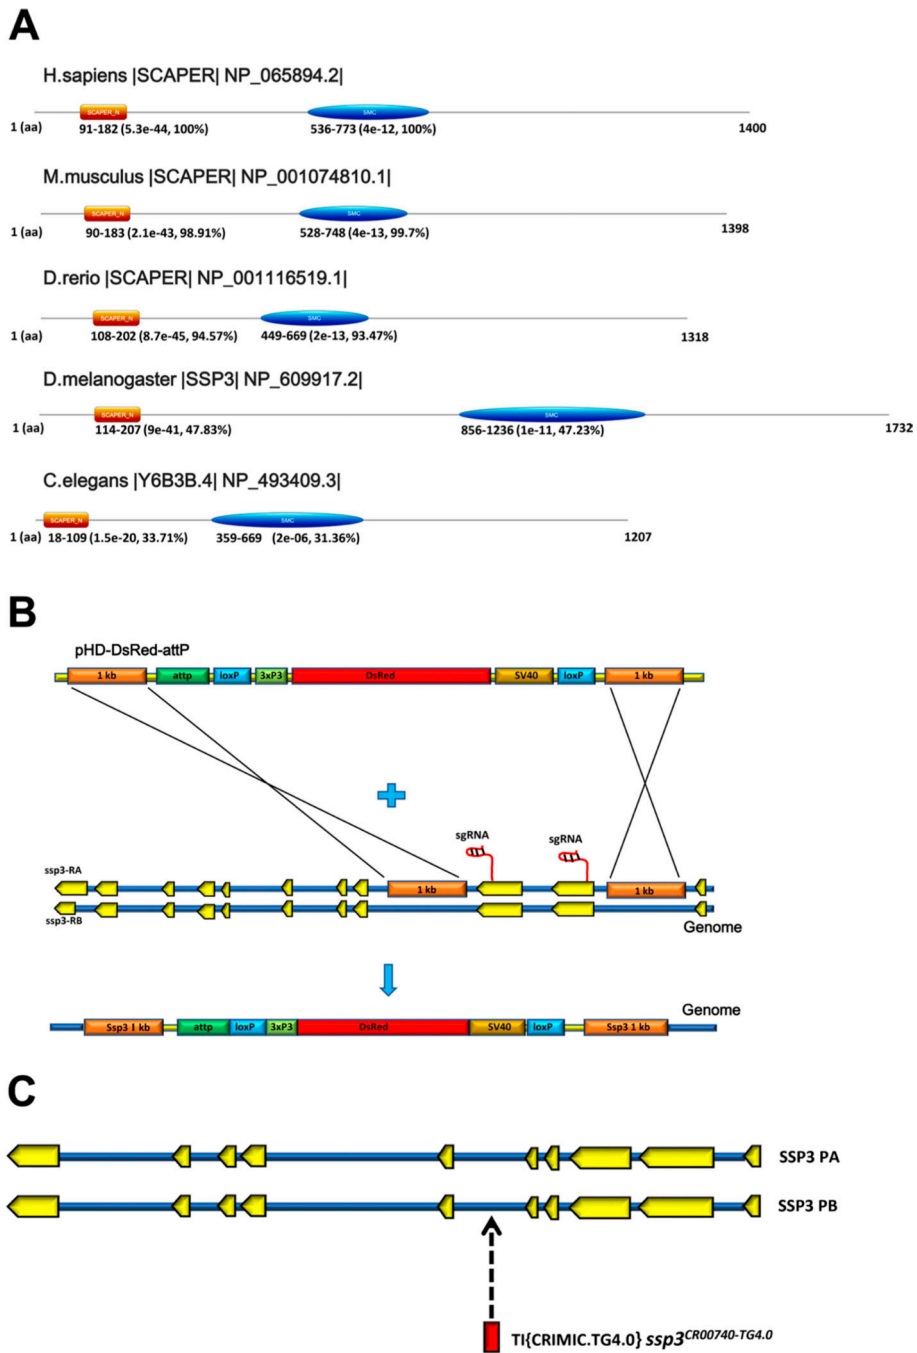 A
H.sapiens |SCAPER| NP_065894.2|
SCAPER_N SMC
1 (aa) 91-182 (5.3e-44, 100%) 536-773 (4e-12, 100%) 1400
M.musculus |SCAPER| NP_001074810.1|
SCAPER_N SMC
1 (aa) 90-183 (2.1e-43, 98.91%) 528-748 (4e-13, 99.7%) 1398
D.rerio |SCAPER| NP_001116519.1|
SCAPER_N SMC
1 (aa) 108-202 (8.7e-45, 94.57%) 449-669 (2e-13, 93.47%) 1318
D.melanogaster |SSP3| NP_609917.2|
SCAPER_N SMC
1 (aa) 114-207 (9e-41, 47.83%) 856-1236 (1e-11, 47.23%) 1732
C.elegans |Y6B3B.4| NP_493409.3|
SCAPER_N SMC
1 (aa) 18-109 (1.5e-20, 33.71%) 359-669 (2e-06, 31.36%) 1207
B
pHD-DsRed-attP
1 kb attp loxP 3xP3 DsRed SV40 loxP 1 kb
sgRNA sgRNA
ssp3-RA
1 kb 1 kb
ssp3-RB
Genome
Genome
Ssp3 1 kb attp loxP 3xP3 DsRed SV40 loxP Ssp3 1 kb
C
SSP3 PA
SSP3 PB
TI{CRIMIC.TG4.0} ssp3CR00740-TG4.0